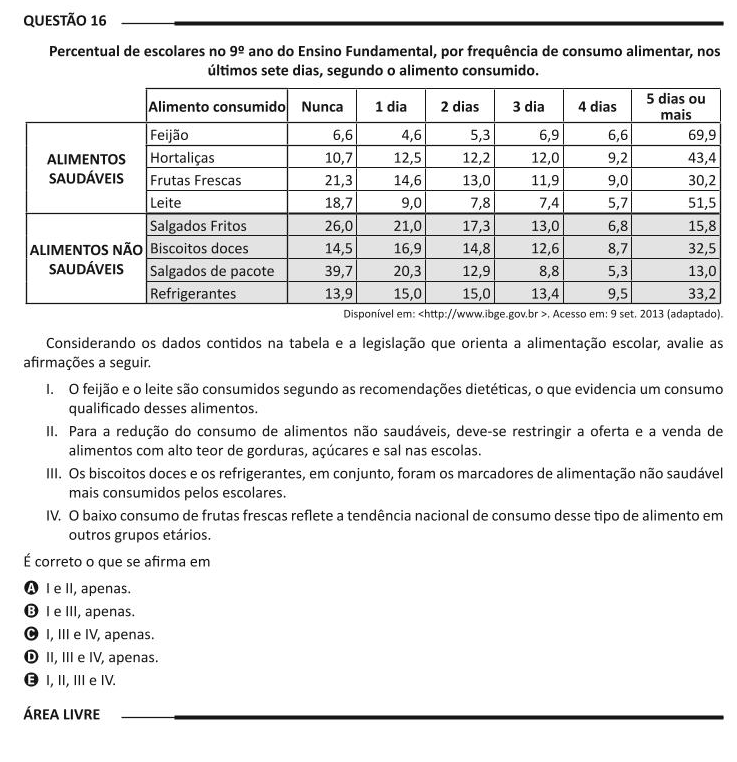 QUESTÃO 16
Percentual de escolares no 9º ano do Ensino Fundamental, por frequência de consumo alimentar, nos
últimos sete dias, segundo o alimento consumido.
Alimento consumido Nunca 1 dia 2 dias 3 dia 4 dias 5 dias ou mais
ALIMENTOS SAUDÁVEIS
Feijão 6,6 4,6 5,3 6,9 6,6 69,9
Hortaliças 10,7 12,5 12,2 12,0 9,2 43,4
Frutas Frescas 21,3 14,6 13,0 11,9 9,0 30,2
Leite 18,7 9,0 7,8 7,4 5,7 51,5
ALIMENTOS NÃO SAUDÁVEIS
Salgados Fritos 26,0 21,0 17,3 13,0 6,8 15,8
Biscoitos doces 14,5 16,9 14,8 12,6 8,7 32,5
Salgados de pacote 39,7 20,3 12,9 8,8 5,3 13,0
Refrigerantes 13,9 15,0 15,0 13,4 9,5 33,2
Disponível em: <http://www.ibge.gov.br >. Acesso em: 9 set. 2013 (adaptado).
Considerando os dados contidos na tabela e a legislação que orienta a alimentação escolar, avalie as
afirmações a seguir.
I. O feijão e o leite são consumidos segundo as recomendações dietéticas, o que evidencia um consumo
qualificado desses alimentos.
II. Para a redução do consumo de alimentos não saudáveis, deve-se restringir a oferta e a venda de
alimentos com alto teor de gorduras, açúcares e sal nas escolas.
III. Os biscoitos doces e os refrigerantes, em conjunto, foram os marcadores de alimentação não saudável
mais consumidos pelos escolares.
IV. O baixo consumo de frutas frescas reflete a tendência nacional de consumo desse tipo de alimento em
outros grupos etários.
É correto o que se afirma em
A I e II, apenas.
B I e III, apenas.
C I, III e IV, apenas.
D II, III e IV, apenas.
E I, II, III e IV.
ÁREA LIVRE